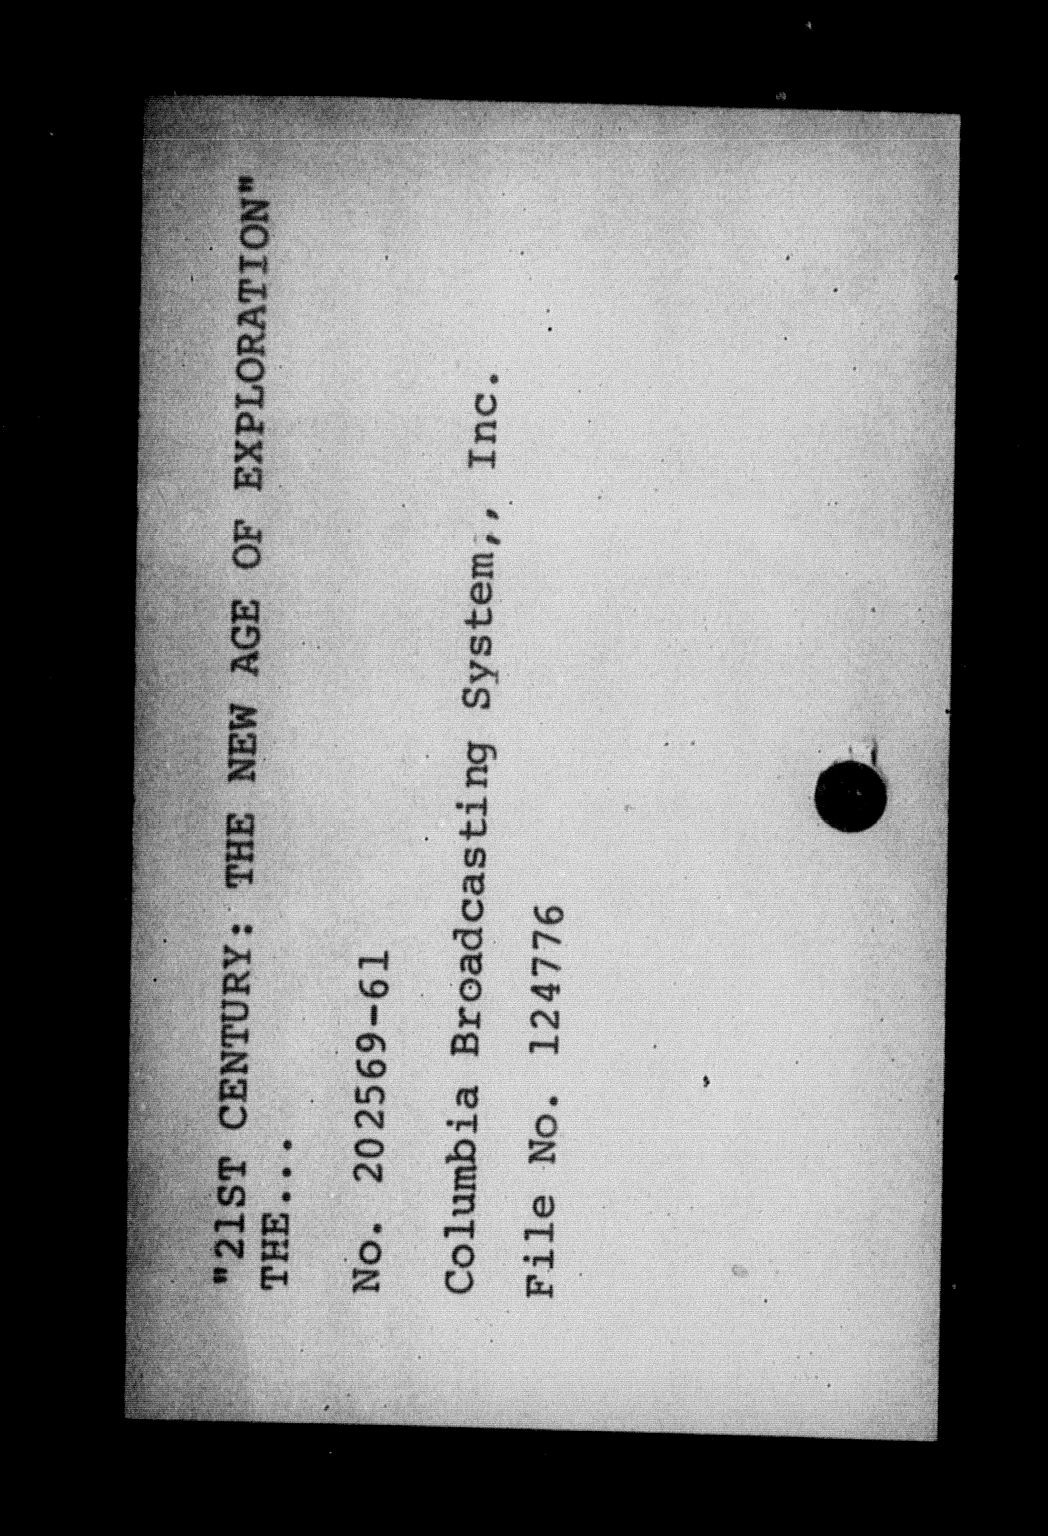 "21ST CENTURY: THE NEW AGE OF EXPLORATION"
THE...
No. 202569-61
Columbia Broadcasting System,, Inc.
File No. 124776